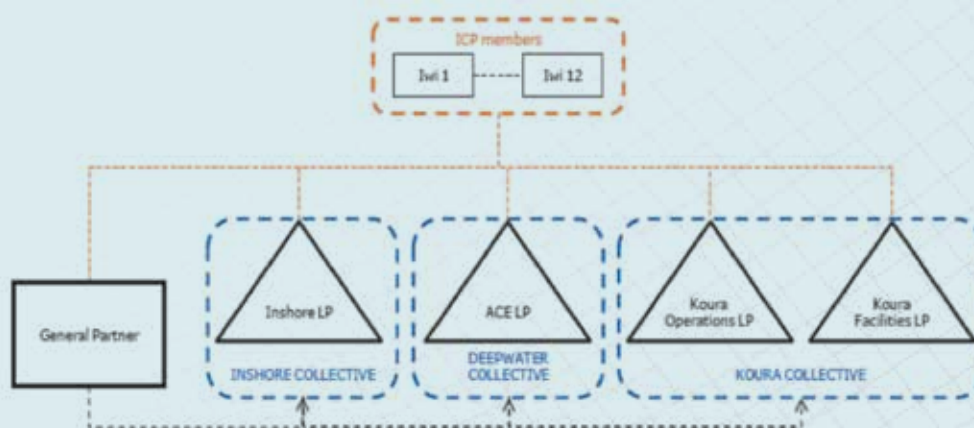 ICP members
Iwi 1
Iwi 12
General Partner
Inshore LP
INSHORE COLLECTIVE
ACE LP
DEEPWATER
COLLECTIVE
Koura
Operations LP
Koura
Facilities LP
KOURA COLLECTIVE